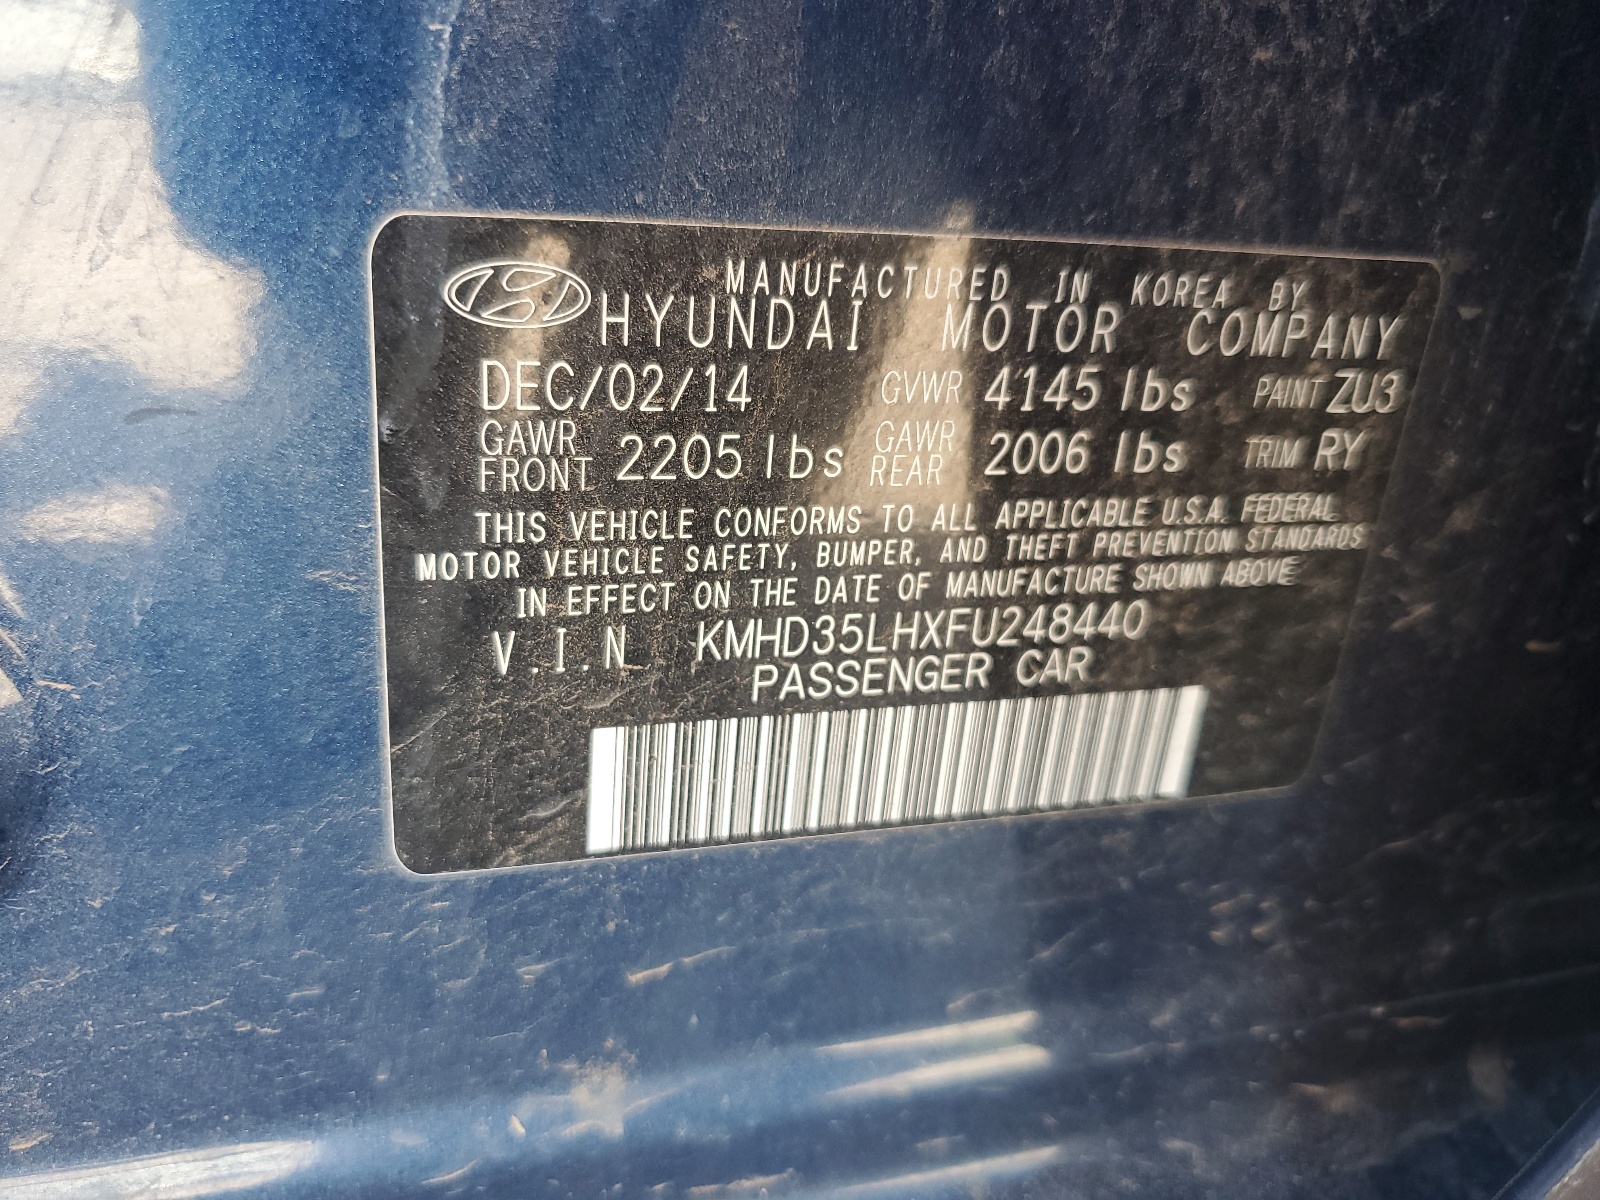 MANUFACTURED IN KOREA BY
HYUNDAI MOTOR COMPANY
DEC/02/14 GVWR 4145 lbs PAINT ZU3
GAWR FRONT 2205 lbs GAWR REAR 2006 lbs TRIM RY
THIS VEHICLE CONFORMS TO ALL APPLICABLE U.S.A. FEDERAL
MOTOR VEHICLE SAFETY, BUMPER, AND THEFT PREVENTION STANDARDS
IN EFFECT ON THE DATE OF MANUFACTURE SHOWN ABOVE
V.I.N KMHD35LHXFU248440
PASSENGER CAR